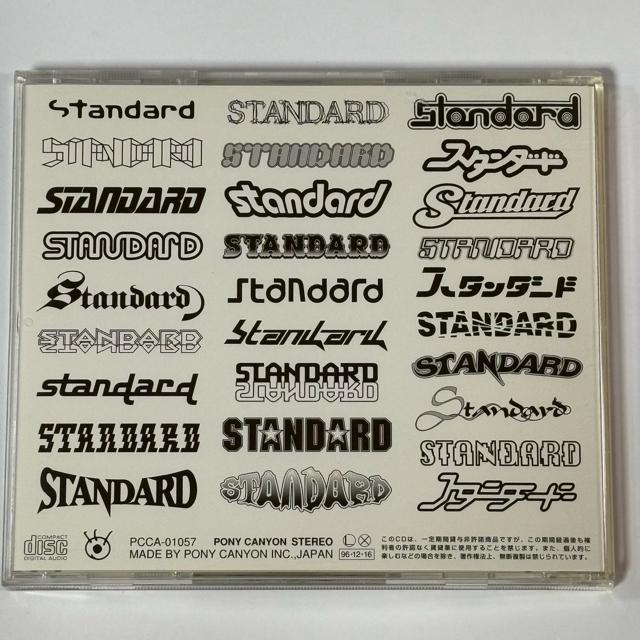 Standard
STANDARD
Standard
STANDARD
STANDARD
スタンダード
STANDARD
Standard
Standard
STANDARD
STANDARD
STANDARD
Standard
Standard
スタンダード
STANDARD
Standard
STANDARD
standard
STANDARD
STANDARD
STANDARD
Standard
STANDARD
STANDARD
STANDARD
STANDARD
スタンダード
COMPACT
disc
DIGITAL AUDIO
PCCA-01057 PONY CANYON STEREO
MADE BY PONY CANYON INC.,JAPAN
L X
96・12・16
このCDは、一定期間貸与非許諾商品ですが、この期間経過後も権
利者の許諾なく賃貸業に使用することを禁じます。また、個人的に
楽しむなどの場合を除き、著作権法上、無断複製は禁じられています。